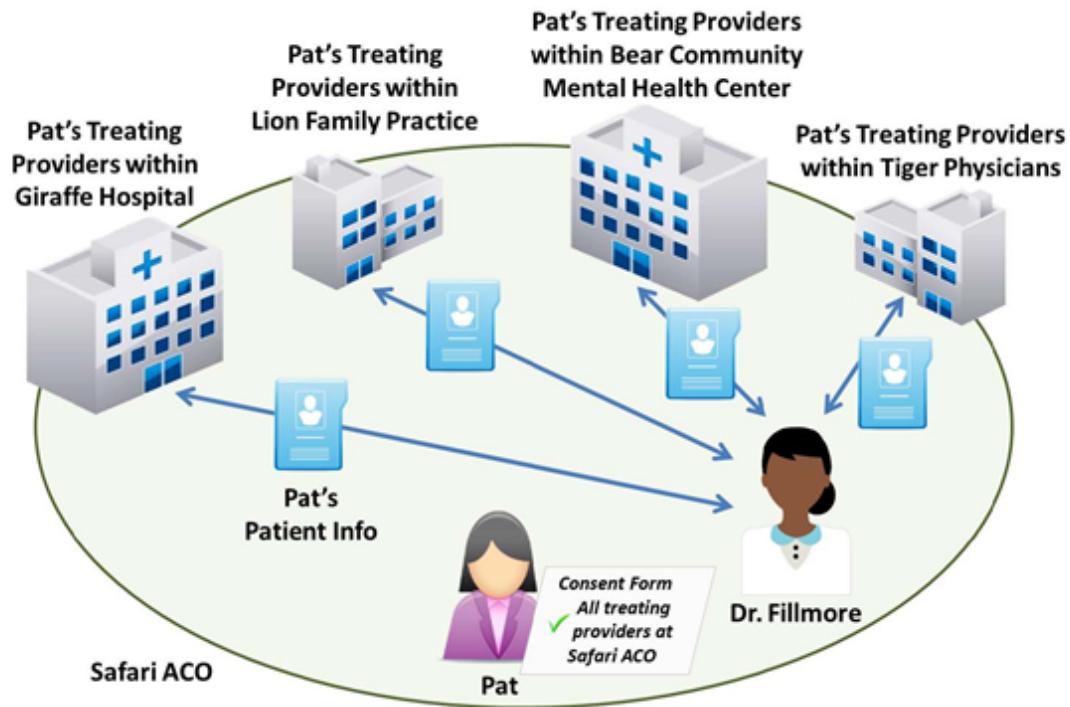 Pat's Treating
Providers within
Giraffe Hospital
Pat's Treating
Providers within
Lion Family Practice
Pat's Treating Providers
within Bear Community
Mental Health Center
Pat's Treating Providers
within Tiger Physicians
Pat's
Patient Info
Consent Form
All treating
providers at
Safari ACO
Dr. Fillmore
Safari ACO
Pat